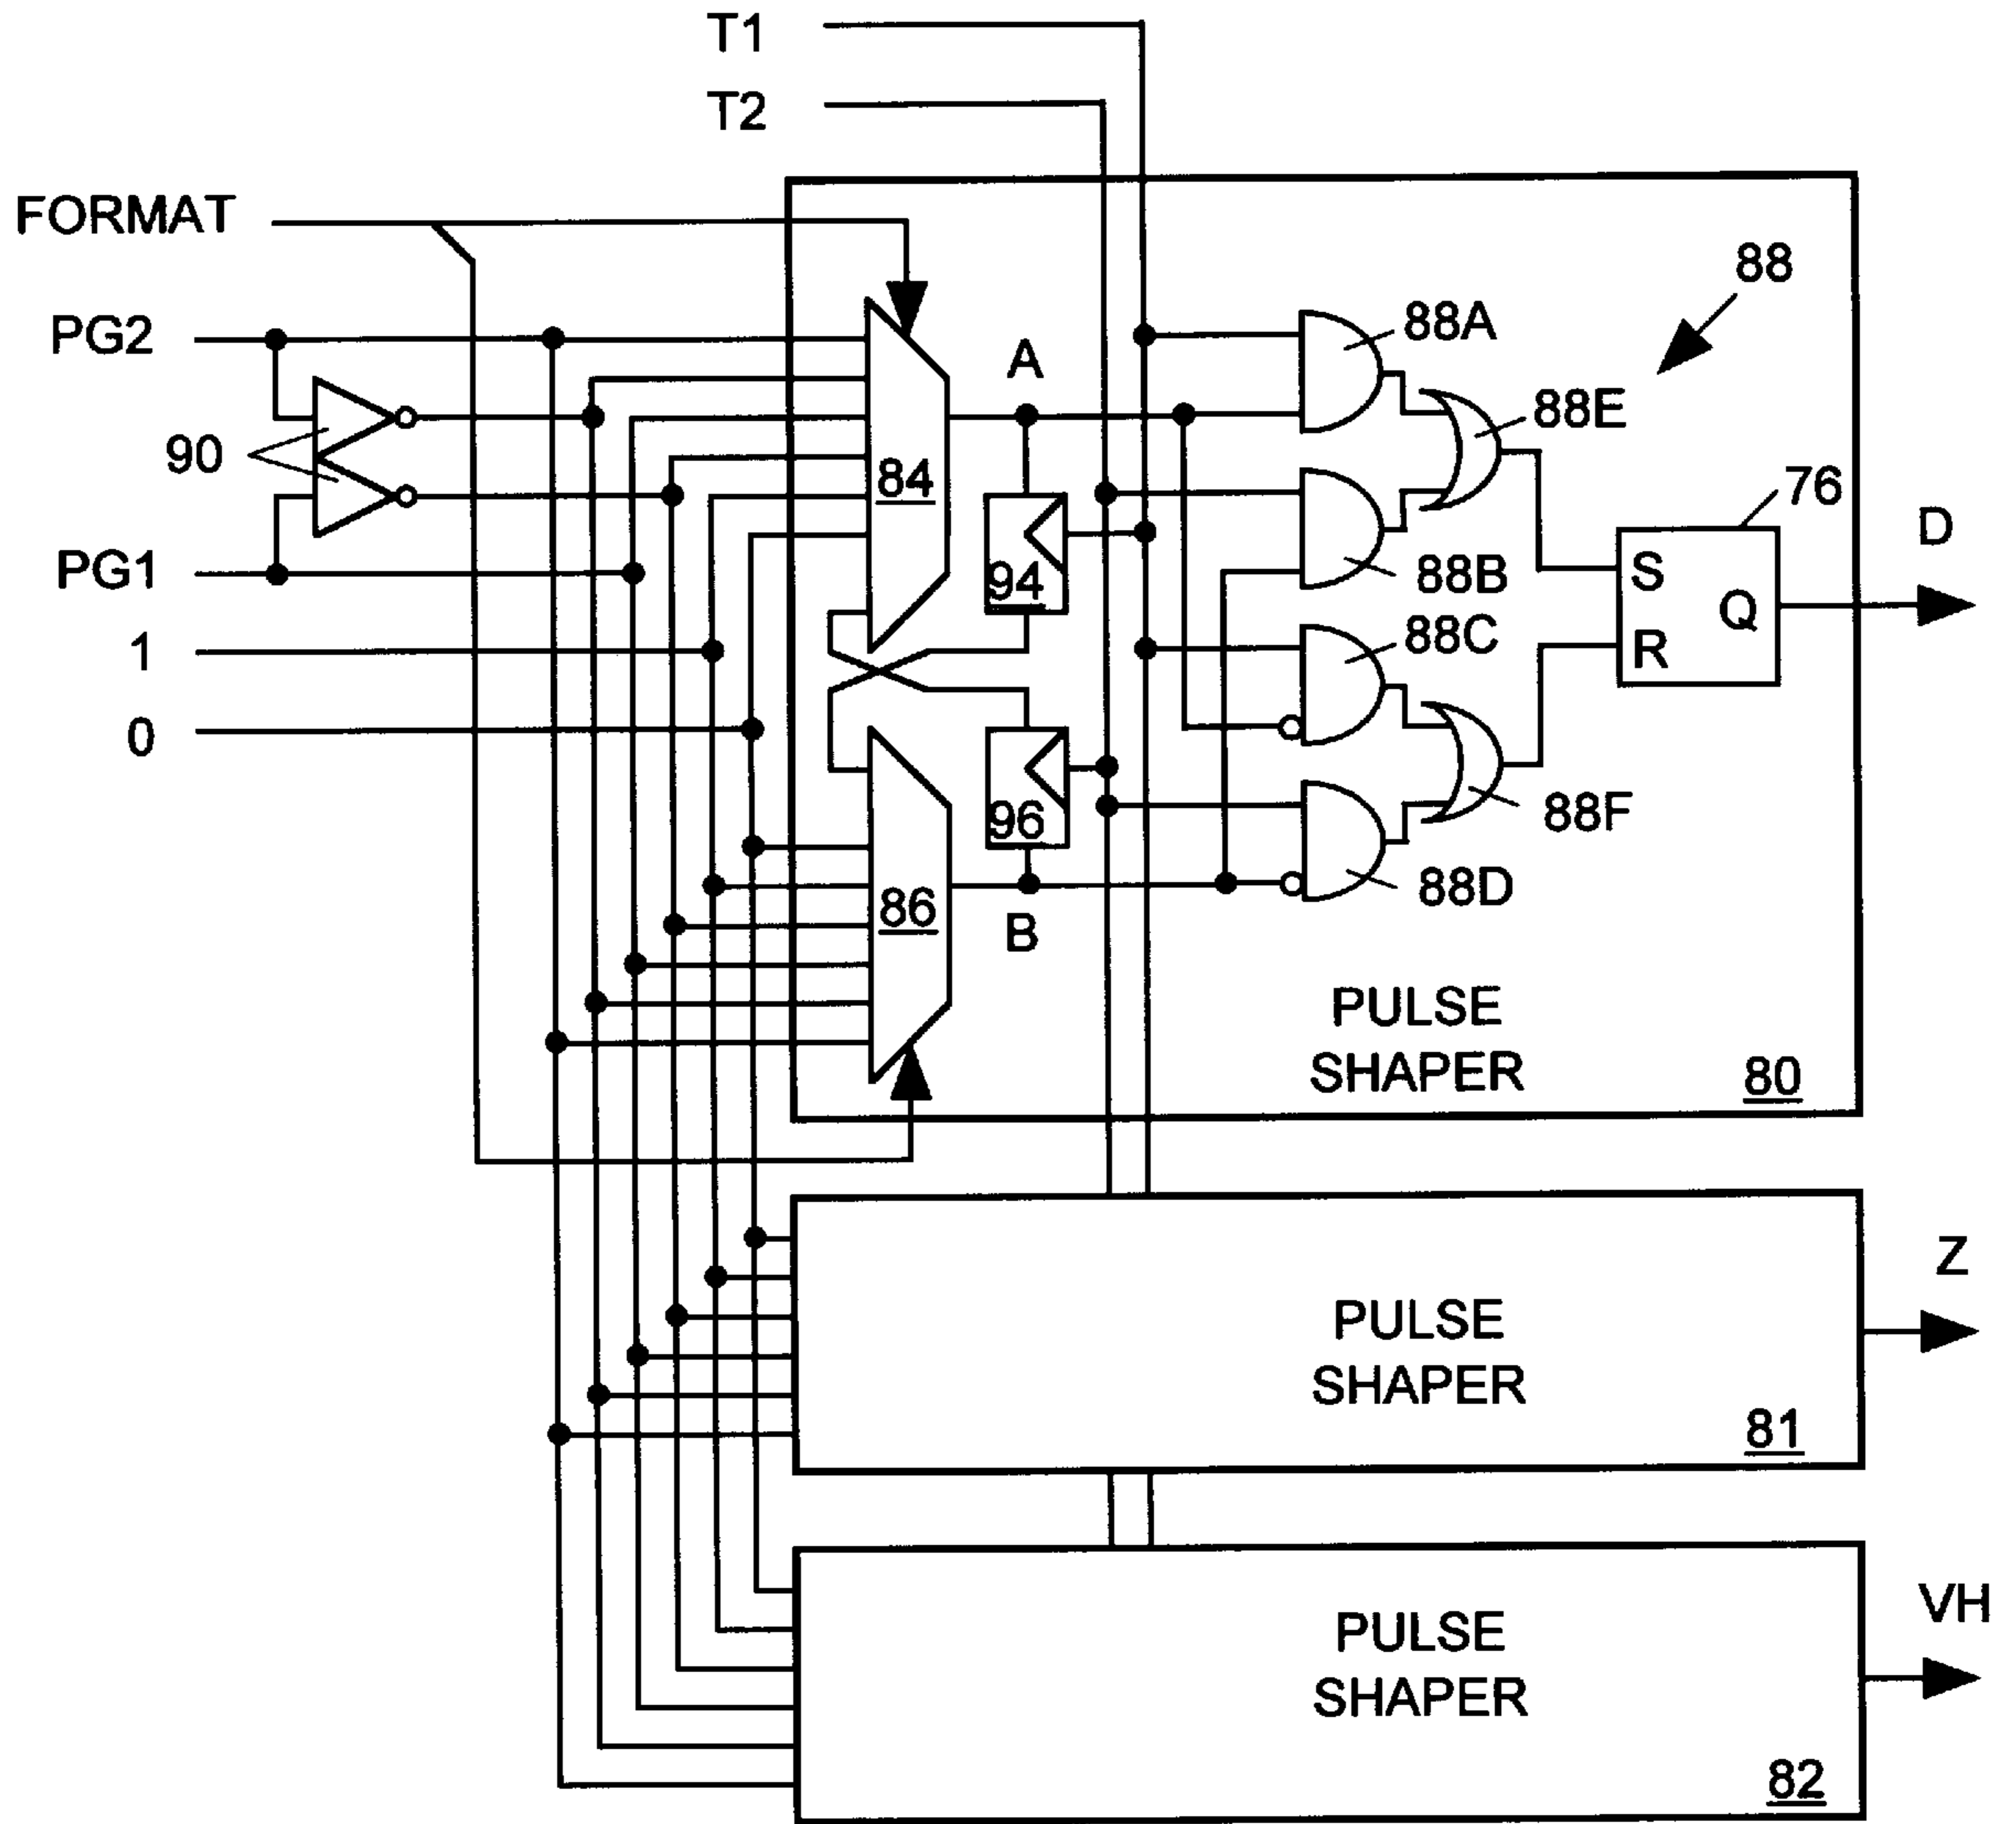 T1
T2
FORMAT
88
PG2
88A
A
88E
90
84
76
D
PG1
94
88B
S
Q
1
88C
R
0
96
88F
86
88D
B
PULSE
SHAPER
80
Z
PULSE
SHAPER
81
VH
PULSE
SHAPER
82